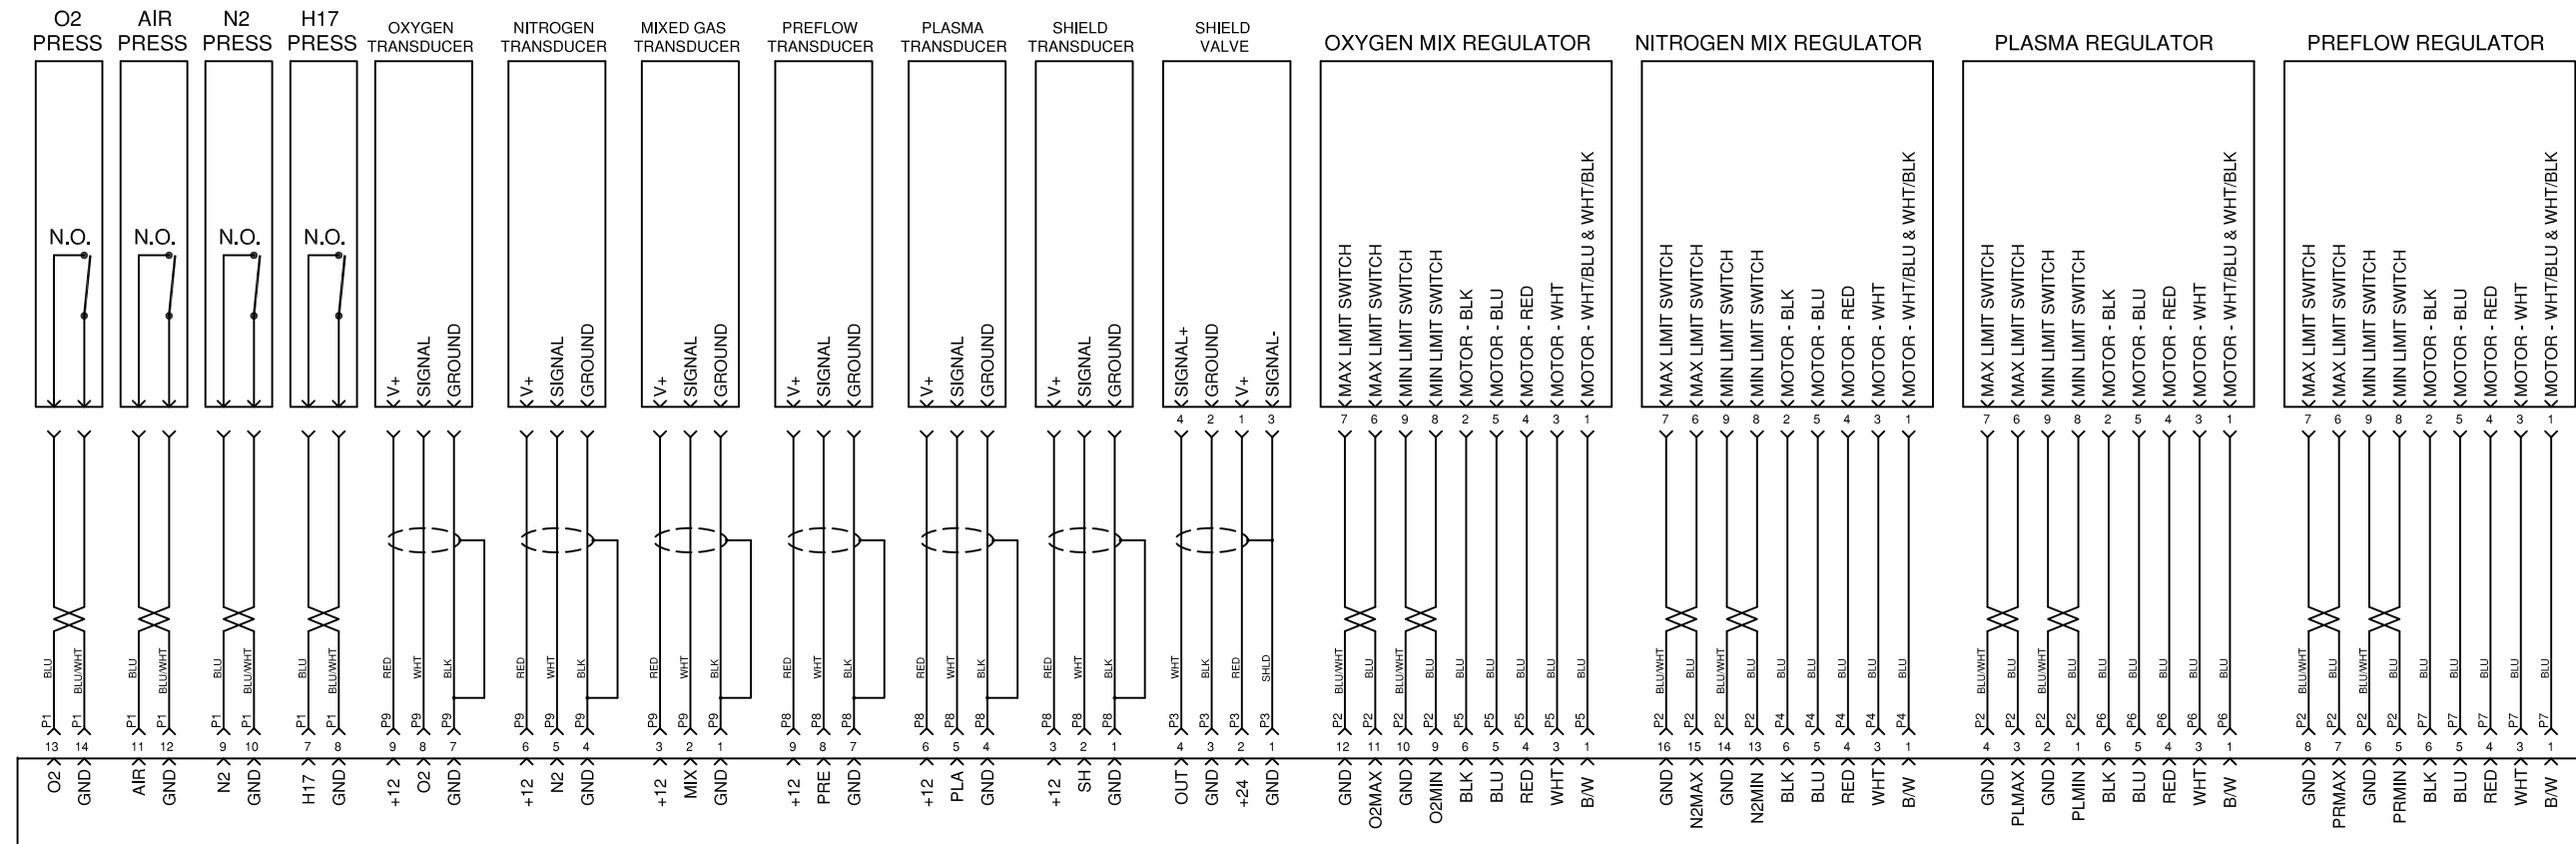 O2
PRESS
AIR
PRESS
N2
PRESS
H17
PRESS
OXYGEN
TRANSDUCER
NITROGEN
TRANSDUCER
MIXED GAS
TRANSDUCER
PREFLOW
TRANSDUCER
PLASMA
TRANSDUCER
SHIELD
TRANSDUCER
SHIELD
VALVE
OXYGEN MIX REGULATOR
NITROGEN MIX REGULATOR
PLASMA REGULATOR
PREFLOW REGULATOR
N.O.
N.O.
N.O.
N.O.
V+
SIGNAL
GROUND
V+
SIGNAL
GROUND
V+
SIGNAL
GROUND
V+
SIGNAL
GROUND
V+
SIGNAL
GROUND
V+
SIGNAL
GROUND
SIGNAL+
GROUND
V+
SIGNAL-
MAX LIMIT SWITCH
MAX LIMIT SWITCH
MIN LIMIT SWITCH
MIN LIMIT SWITCH
MOTOR - BLK
MOTOR - BLU
MOTOR - RED
MOTOR - WHT
MOTOR - WHT/BLU & WHT/BLK
MAX LIMIT SWITCH
MAX LIMIT SWITCH
MIN LIMIT SWITCH
MIN LIMIT SWITCH
MOTOR - BLK
MOTOR - BLU
MOTOR - RED
MOTOR - WHT
MOTOR - WHT/BLU & WHT/BLK
MAX LIMIT SWITCH
MAX LIMIT SWITCH
MIN LIMIT SWITCH
MIN LIMIT SWITCH
MOTOR - BLK
MOTOR - BLU
MOTOR - RED
MOTOR - WHT
MOTOR - WHT/BLU & WHT/BLK
MAX LIMIT SWITCH
MAX LIMIT SWITCH
MIN LIMIT SWITCH
MIN LIMIT SWITCH
MOTOR - BLK
MOTOR - BLU
MOTOR - RED
MOTOR - WHT
MOTOR - WHT/BLU & WHT/BLK
4 2 1 3
7 6 9 8 2 5 4 3 1
7 6 9 8 2 5 4 3 1
7 6 9 8 2 5 4 3 1
7 6 9 8 2 5 4 3 1
BLU BLU/WHT
BLU BLU/WHT
BLU BLU/WHT
BLU BLU/WHT
RED WHT BLK
RED WHT BLK
RED WHT BLK
RED WHT BLK
RED WHT BLK
RED WHT BLK
WHT BLK RED SHLD
BLU/WHT BLU BLU/WHT BLU BLU BLU BLU BLU BLU
BLU/WHT BLU BLU/WHT BLU BLU BLU BLU BLU BLU
BLU/WHT BLU BLU/WHT BLU BLU BLU BLU BLU BLU
BLU/WHT BLU BLU/WHT BLU BLU BLU BLU BLU BLU
P1 P1
P1 P1
P1 P1
P1 P1
P9 P9 P9
P9 P9 P9
P9 P9 P9
P8 P8 P8
P8 P8 P8
P8 P8 P8
P3 P3 P3 P3
P2 P2 P2 P2 P5 P5 P5 P5 P5
P2 P2 P2 P2 P4 P4 P4 P4 P4
P2 P2 P2 P2 P6 P6 P6 P6 P6
P2 P2 P2 P2 P7 P7 P7 P7 P7
13 14
11 12
9 10
7 8
9 8 7
6 5 4
3 2 1
9 8 7
6 5 4
3 2 1
4 3 2 1
12 11 10 9 6 5 4 3 1
16 15 14 13 6 5 4 3 1
4 3 2 1 6 5 4 3 1
8 7 6 5 6 5 4 3 1
O2 GND
AIR GND
N2 GND
H17 GND
+12 O2 GND
+12 N2 GND
+12 MIX GND
+12 PRE GND
+12 PLA GND
+12 SH GND
OUT GND +24 GND
GND O2MAX GND O2MIN BLK BLU RED WHT B/W
GND N2MAX GND N2MIN BLK BLU RED WHT B/W
GND PLMAX GND PLMIN BLK BLU RED WHT B/W
GND PRMAX GND PRMIN BLK BLU RED WHT B/W